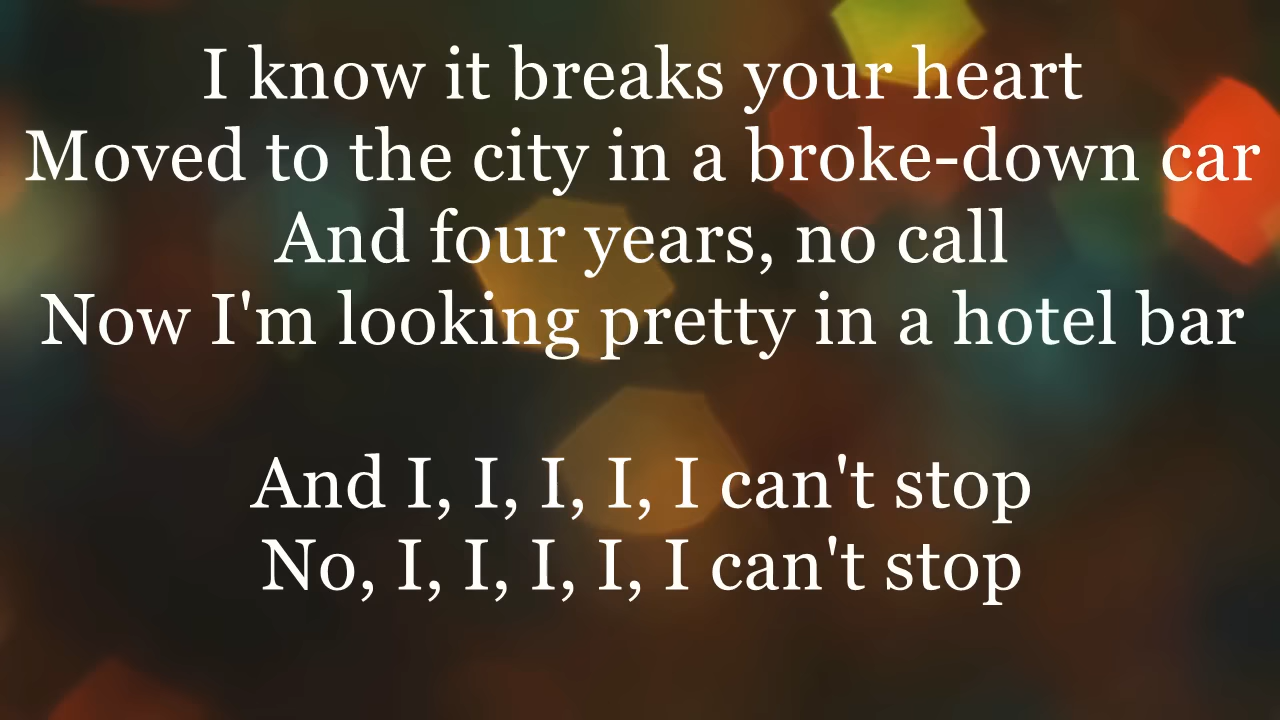 I know it breaks your heart
Moved to the city in a broke-down car
And four years, no call
Now I'm looking pretty in a hotel bar
And I, I, I, I, I can't stop
No, I, I, I, I, I can't stop